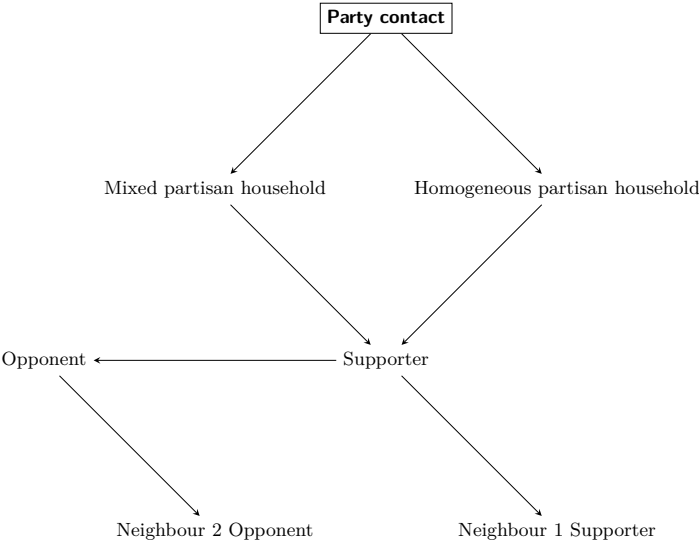 Party contact
Mixed partisan household
Homogeneous partisan household
Opponent
Supporter
Neighbour 2 Opponent
Neighbour 1 Supporter